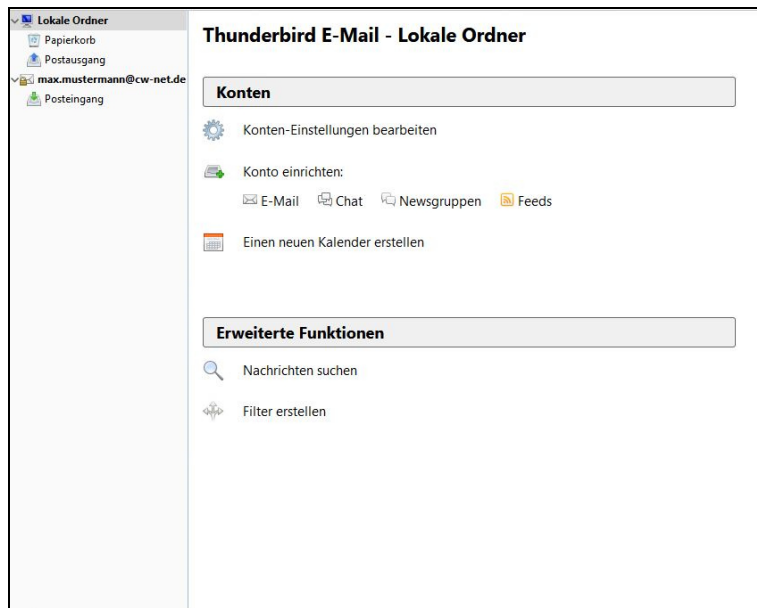 Lokale Ordner
Papierkorb
Postausgang
max.mustermann@cw-net.de
Posteingang
Thunderbird E-Mail - Lokale Ordner
Konten
Konten-Einstellungen bearbeiten
Konto einrichten:
E-Mail Chat Newsgruppen Feeds
Einen neuen Kalender erstellen
Erweiterte Funktionen
Nachrichten suchen
Filter erstellen